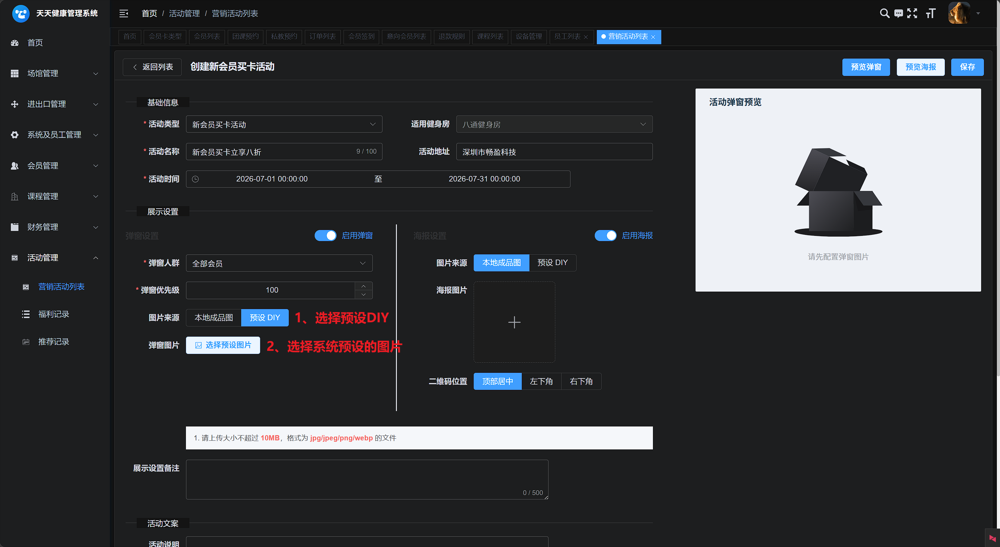 天天健康管理系统
首页 / 活动管理 / 营销活动列表
首页
会员卡类型
会员列表
团课预约
私教预约
订单列表
会员签到
意向会员列表
退款规则
课程列表
设备管理
员工列表
营销活动列表
首页
场馆管理
进出口管理
系统及员工管理
会员管理
课程管理
财务管理
活动管理
营销活动列表
福利记录
推荐记录
返回列表
创建新会员买卡活动
预览弹窗
预览海报
保存
基础信息
* 活动类型
新会员买卡活动
适用健身房
八通健身房
* 活动名称
新会员买卡立享八折
9 / 100
活动地址
深圳市畅盈科技
* 活动时间
2026-07-01 00:00:00
至
2026-07-31 00:00:00
展示设置
弹窗设置
启用弹窗
* 弹窗人群
全部会员
* 弹窗优先级
100
图片来源
本地成品图
预设 DIY
1、选择预设DIY
弹窗图片
选择预设图片
2、选择系统预设的图片
海报设置
启用海报
图片来源
本地成品图
预设 DIY
海报图片
二维码位置
顶部居中
左下角
右下角
1. 请上传大小不超过 10MB，格式为 jpg/jpeg/png/webp 的文件
展示设置备注
0 / 500
活动文案
活动说明
活动弹窗预览
请先配置弹窗图片